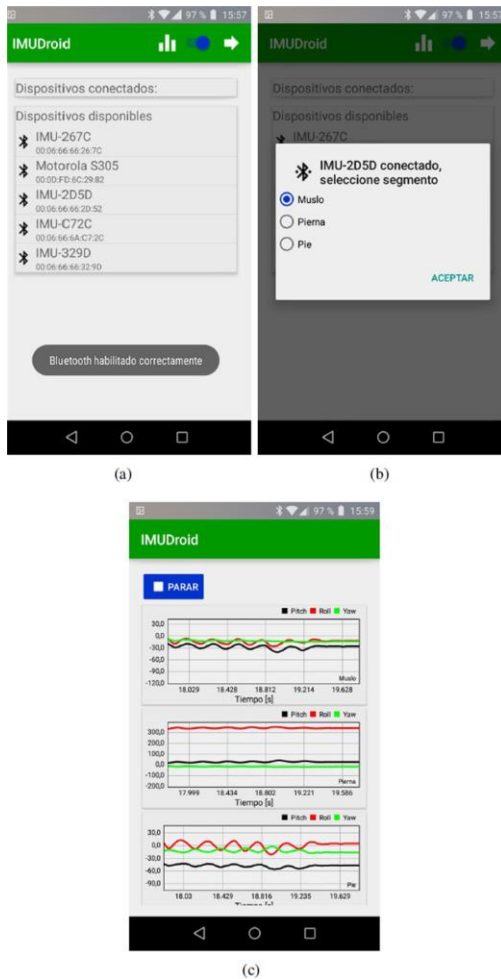 97 % 15:57
IMUDroid
Dispositivos conectados:
Dispositivos disponibles
IMU-267C
00:06:66:66:26:7C
Motorola S305
00:0D:FD:6C:29:82
IMU-2D5D
00:06:66:66:2D:52
IMU-C72C
00:06:66:6A:C7:2C
IMU-329D
00:06:66:66:32:9D
Bluetooth habilitado correctamente
(a)
97 % 15:57
IMUDroid
Dispositivos conectados:
Dispositivos disponibles
IMU-267C
IMU-2D5D conectado,
seleccione segmento
Muslo
Pierna
Pie
ACEPTAR
(b)
97 % 15:59
IMUDroid
PARAR
Pitch Roll Yaw
30,0
0,0
-30,0
-60,0
-90,0
-120,0
Muslo
18.029 18.428 18.812 19.214 19.628
Tiempo [s]
Pitch Roll Yaw
300,0
200,0
100,0
0,0
-100,0
-200,0
Pierna
17.999 18.434 18.802 19.221 19.586
Tiempo [s]
Pitch Roll Yaw
30,0
0,0
-30,0
-60,0
-90,0
Pie
18.03 18.429 18.816 19.235 19.629
Tiempo [s]
(c)